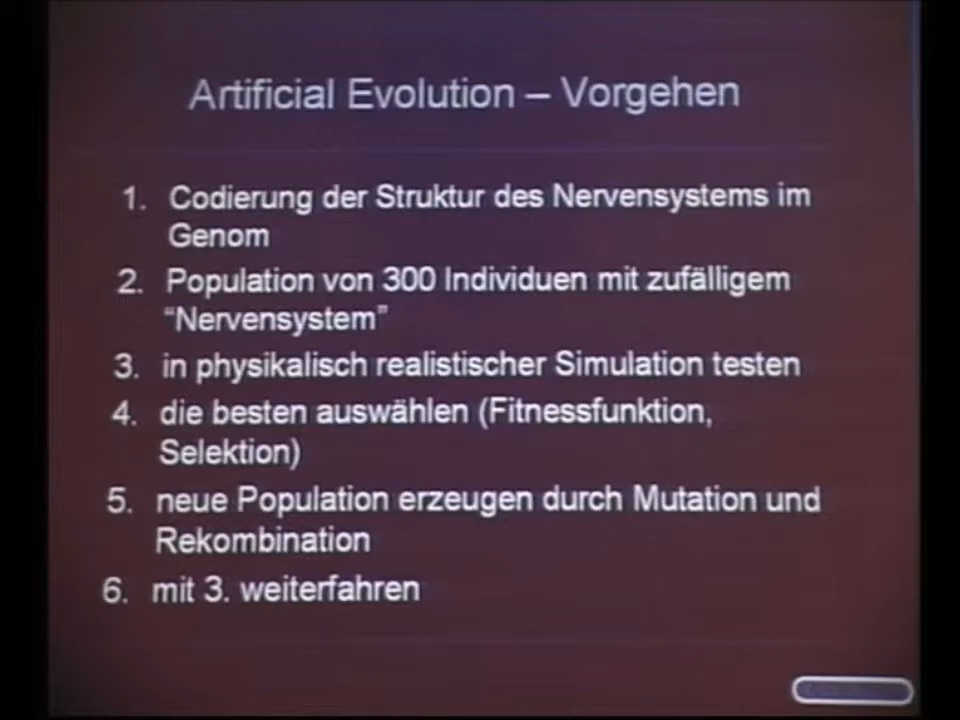 Artificial Evolution – Vorgehen
1. Codierung der Struktur des Nervensystems im
Genom
2. Population von 300 Individuen mit zufälligem
“Nervensystem”
3. in physikalisch realistischer Simulation testen
4. die besten auswählen (Fitnessfunktion,
Selektion)
5. neue Population erzeugen durch Mutation und
Rekombination
6. mit 3. weiterfahren